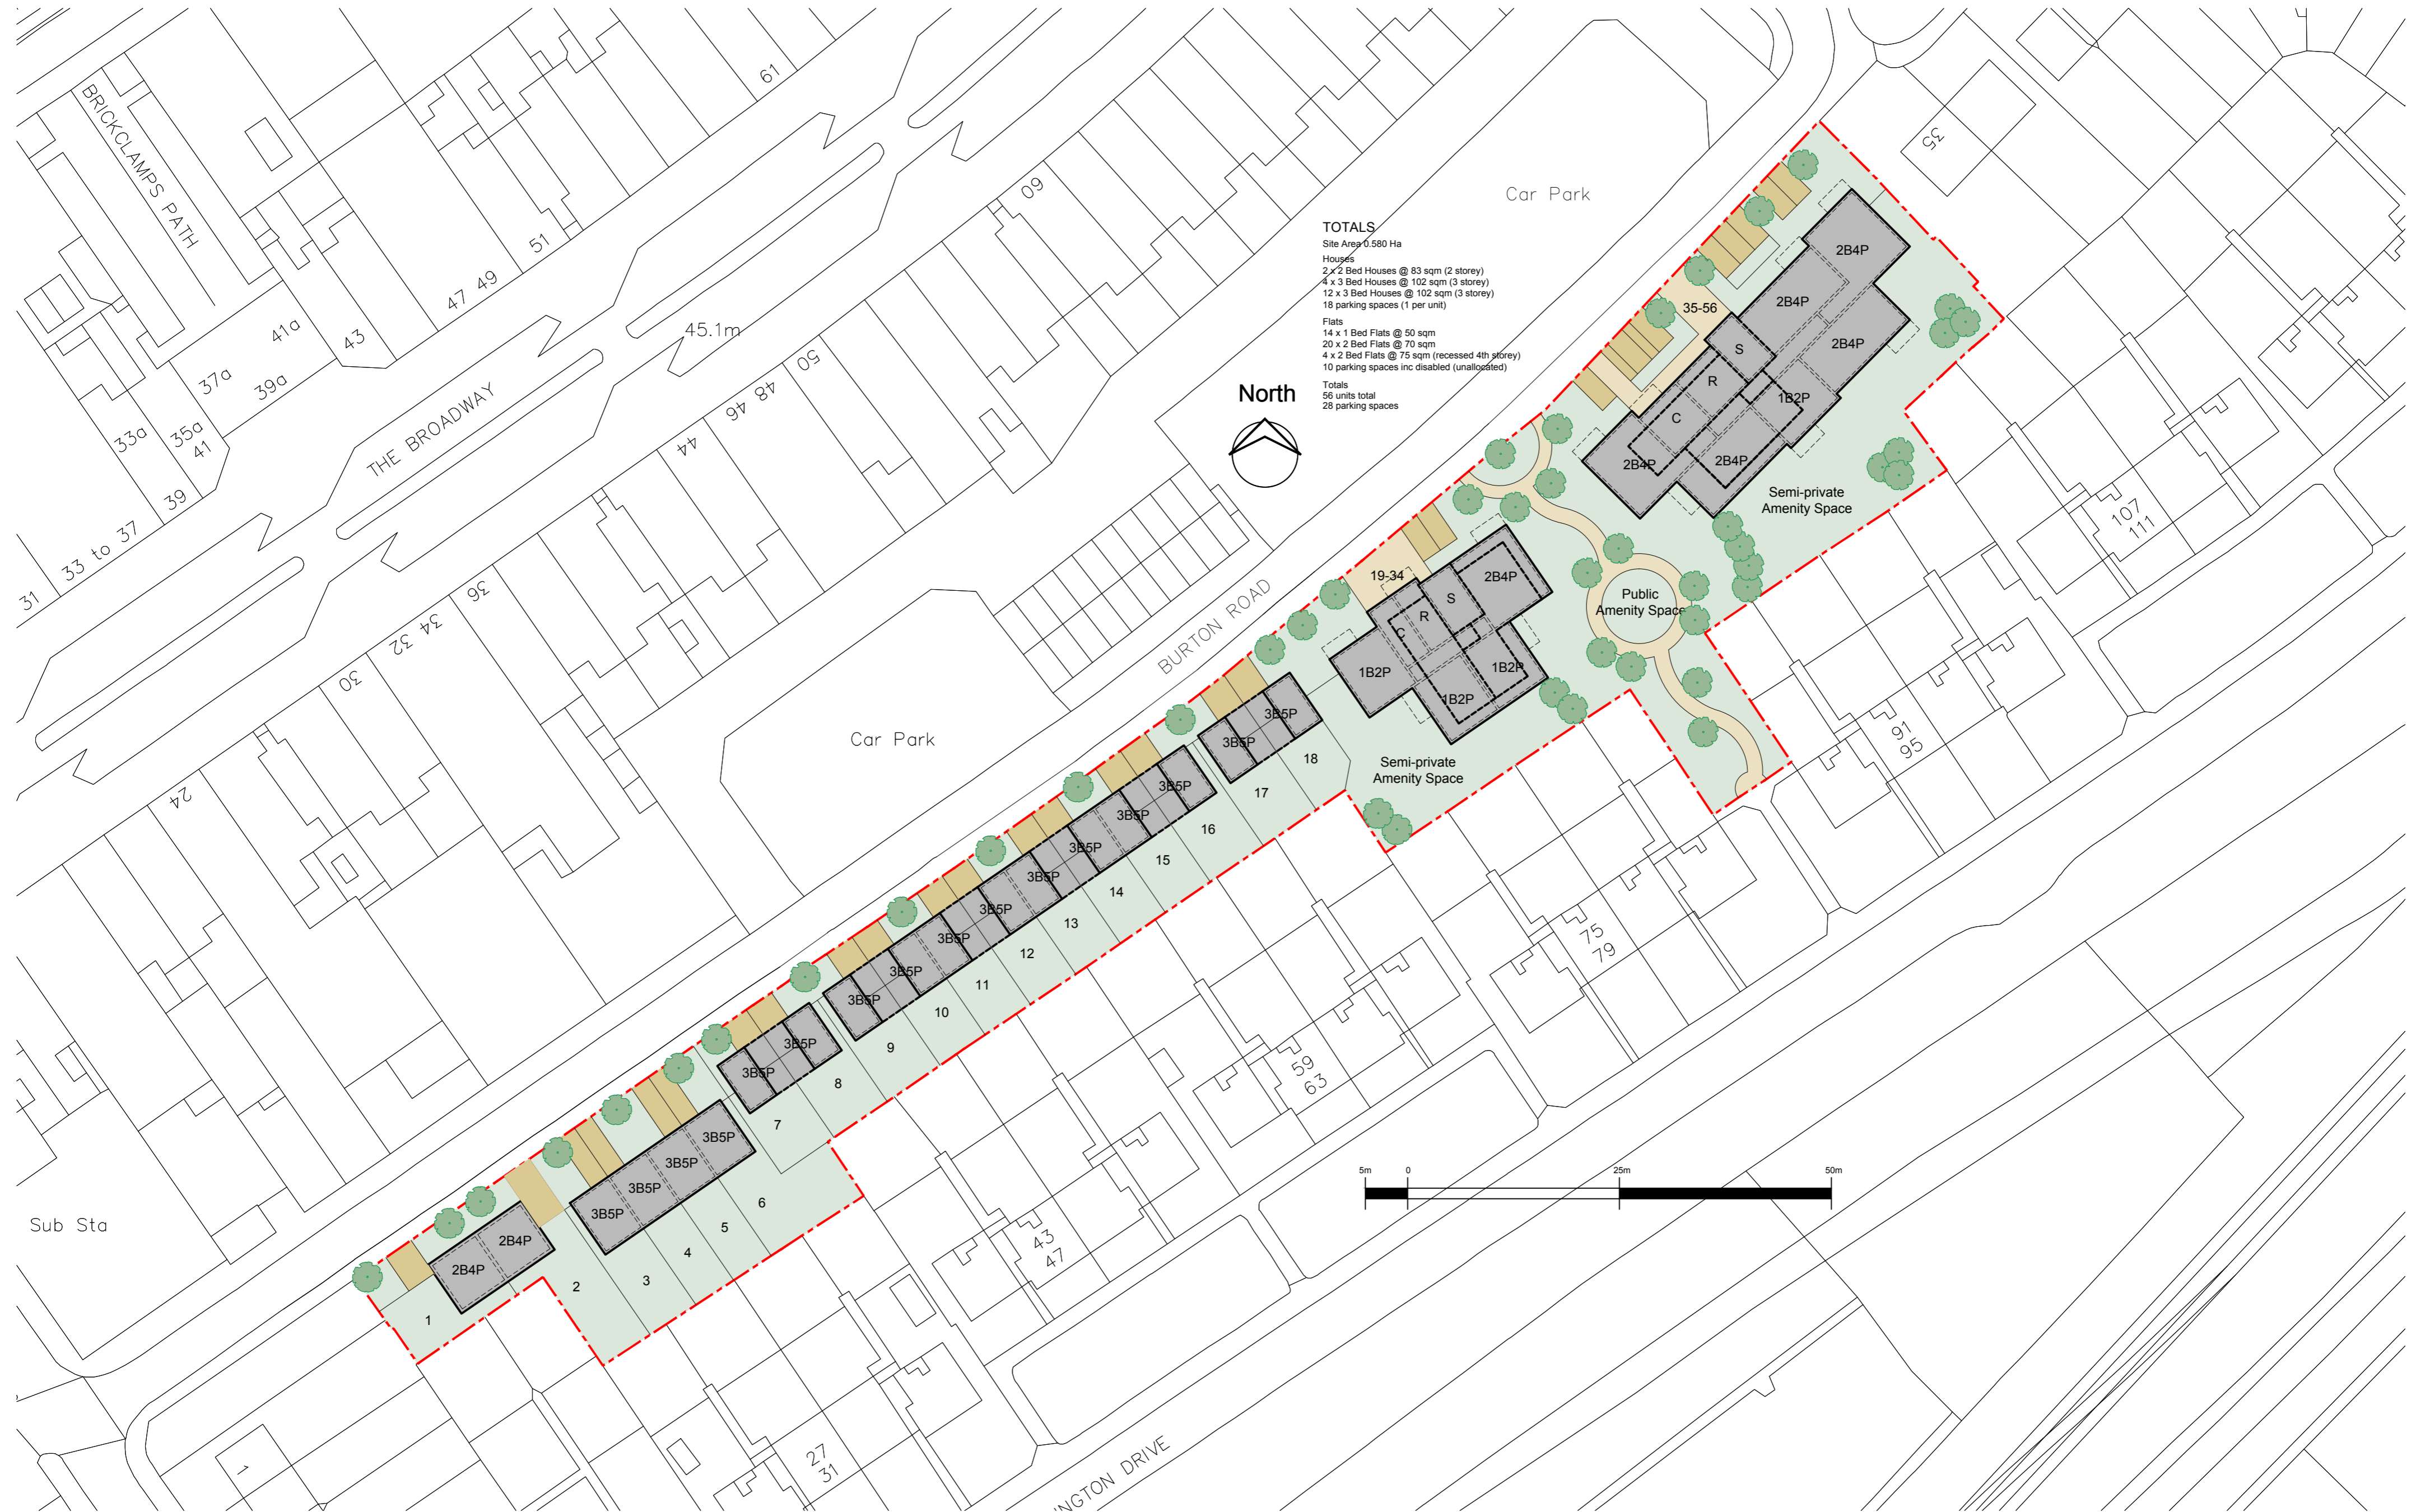 BRICKCLAMPS PATH
61
51
47 49
43
41a
39a
37a
35a
41
33a
39
33 to 37
31
THE BROADWAY
45.1m
60
50
48
46
44
36
34
32
30
24
Car Park
35
TOTALS
Site Area 0.580 Ha
Houses
2 x 2 Bed Houses @ 83 sqm (2 storey)
4 x 3 Bed Houses @ 102 sqm (3 storey)
12 x 3 Bed Houses @ 102 sqm (3 storey)
18 parking spaces (1 per unit)
Flats
14 x 1 Bed Flats @ 50 sqm
20 x 2 Bed Flats @ 70 sqm
4 x 2 Bed Flats @ 75 sqm (recessed 4th storey)
10 parking spaces inc disabled (unallocated)
Totals
56 units total
28 parking spaces
North
35-56
2B4P
2B4P
2B4P
S
R
C
1B2P
2B4P
2B4P
Semi-private
Amenity Space
107
111
19-34
2B4P
S
R
C
1B2P
1B2P
1B2P
Public
Amenity Space
BURTON ROAD
Semi-private
Amenity Space
91
95
Car Park
3B5P
3B5P
18
17
3B5P
3B5P
3B5P
3B5P
3B5P
3B5P
3B5P
3B5P
16
15
14
13
12
11
10
9
75
79
3B5P
3B5P
8
7
59
63
3B5P
3B5P
3B5P
3B5P
6
5
4
3
2B4P
2B4P
2
1
43
47
Sub Sta
5m
0
25m
50m
27
31
1
INGTON DRIVE